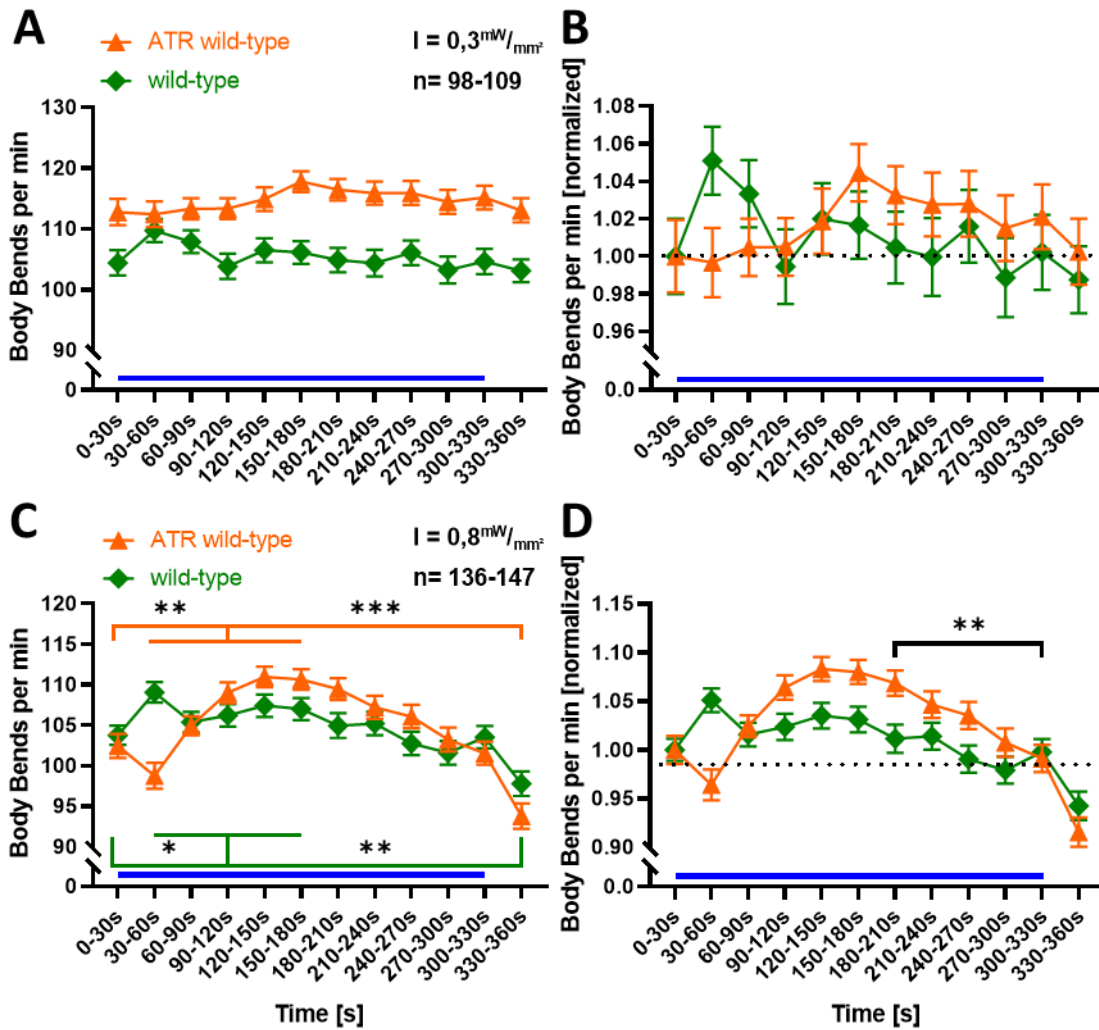 A
ATR wild-type
wild-type
I = 0,3mW/mm²
n= 98-109
Body Bends per min
130
120
110
100
90
0
0-30s
30-60s
60-90s
90-120s
120-150s
150-180s
180-210s
210-240s
240-270s
270-300s
300-330s
330-360s
B
Body Bends per min [normalized]
1.08
1.06
1.04
1.02
1.00
0.98
0.96
0.0
0-30s
30-60s
60-90s
90-120s
120-150s
150-180s
180-210s
210-240s
240-270s
270-300s
300-330s
330-360s
C
ATR wild-type
wild-type
I = 0,8mW/mm²
n= 136-147
Body Bends per min
120
115
110
105
100
95
90
0
**
***
*
**
0-30s
30-60s
60-90s
90-120s
120-150s
150-180s
180-210s
210-240s
240-270s
270-300s
300-330s
330-360s
Time [s]
D
Body Bends per min [normalized]
1.15
1.10
1.05
1.00
0.95
0.90
0.0
**
0-30s
30-60s
60-90s
90-120s
120-150s
150-180s
180-210s
210-240s
240-270s
270-300s
300-330s
330-360s
Time [s]